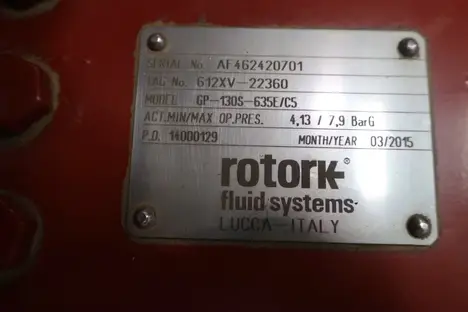 SERIAL No. AF462420701
TAG No. 612XV-22360
MODEL GP-130S-635E/C5
ACT.MIN/MAX OP.PRES. 4,13 / 7,9 BarG
P.O. 14000129 MONTH/YEAR 03/2015
rotork®
fluid systems
LUCCA-ITALY